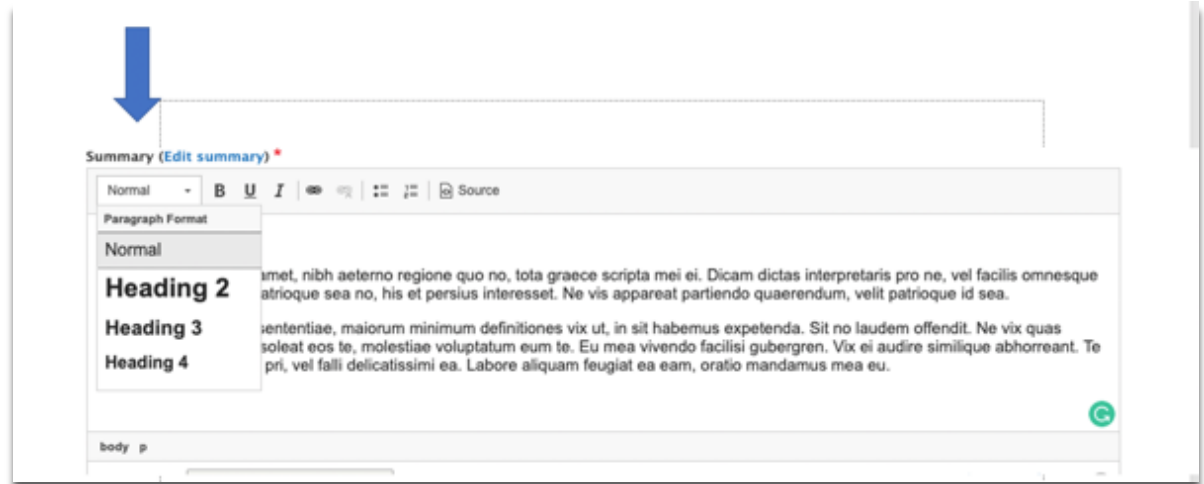 Summary (Edit summary) *
Normal B U I Source
Paragraph Format
Normal
Heading 2
Heading 3
Heading 4
amet, nibh aeterno regione quo no, tota graece scripta mei ei. Dicam dictas interpretaris pro ne, vel facilis omnesque
atrioque sea no, his et persius interesset. Ne vis appareat partiendo quaerendum, velit patrioque id sea.
sententiae, maiorum minimum definitiones vix ut, in sit habemus expetenda. Sit no laudem offendit. Ne vix quas
soleat eos te, molestiae voluptatum eum te. Eu mea vivendo facilisi gubergren. Vix ei audire similique abhorreant. Te
pri, vel falli delicatissimi ea. Labore aliquam feugiat ea eam, oratio mandamus mea eu.
body p